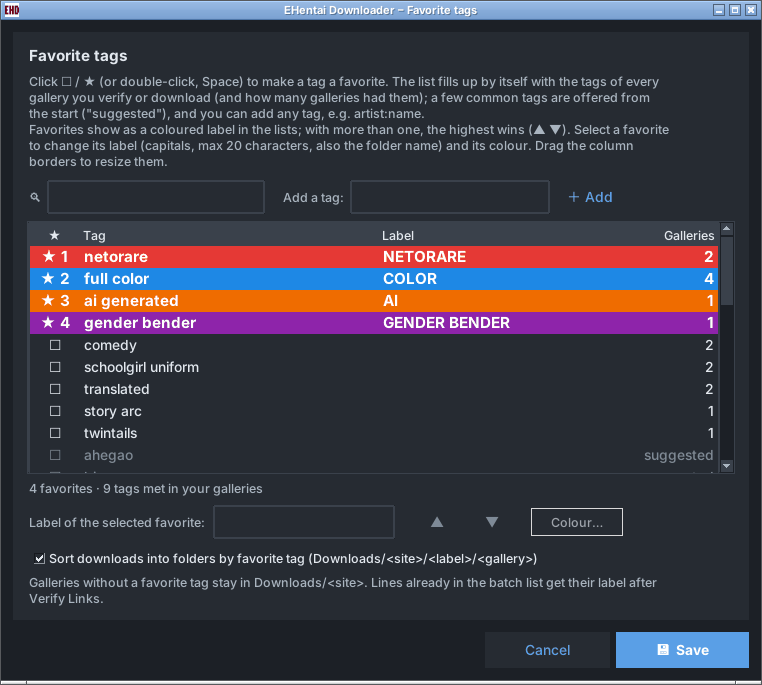 EHD
EHentai Downloader – Favorite tags
Favorite tags
Click ☐ / ★ (or double-click, Space) to make a tag a favorite. The list fills up by itself with the tags of every
gallery you verify or download (and how many galleries had them); a few common tags are offered from
the start ("suggested"), and you can add any tag, e.g. artist:name.
Favorites show as a coloured label in the lists; with more than one, the highest wins (▲ ▼). Select a favorite
to change its label (capitals, max 20 characters, also the folder name) and its colour. Drag the column
borders to resize them.
Add a tag: + Add
★ Tag Label Galleries
★ 1 netorare NETORARE 2
★ 2 full color COLOR 4
★ 3 ai generated AI 1
★ 4 gender bender GENDER BENDER 1
☐ comedy 2
☐ schoolgirl uniform 2
☐ translated 2
☐ story arc 1
☐ twintails 1
☐ ahegao suggested
4 favorites · 9 tags met in your galleries
Label of the selected favorite: ▲ ▼ Colour...
Sort downloads into folders by favorite tag (Downloads/<site>/<label>/<gallery>)
Galleries without a favorite tag stay in Downloads/<site>. Lines already in the batch list get their label after
Verify Links.
Cancel Save